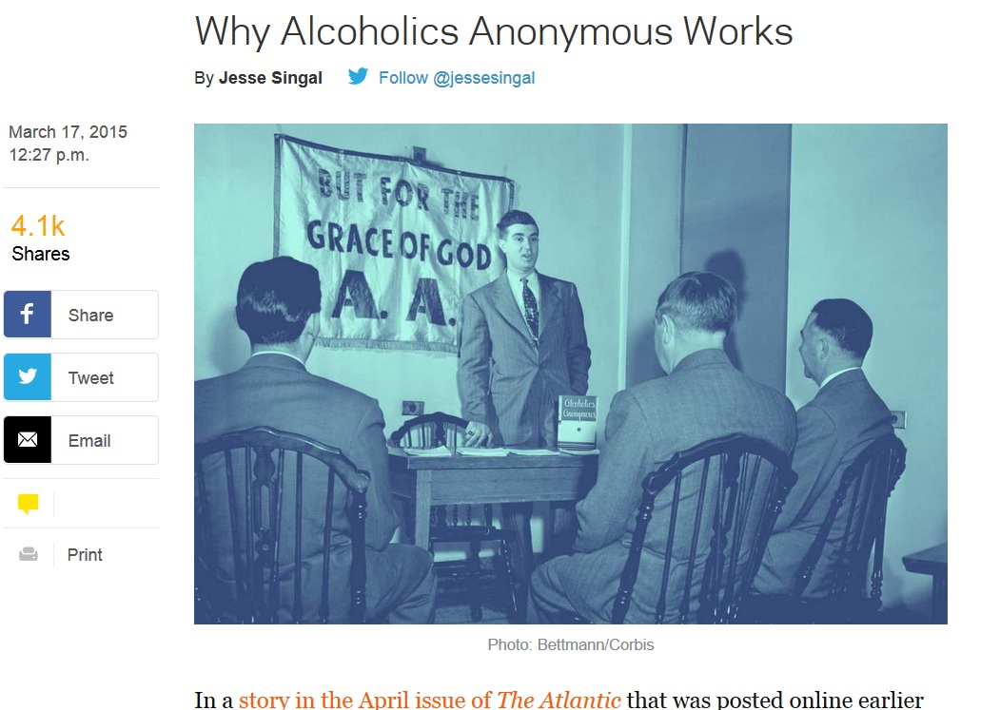 Why Alcoholics Anonymous Works
By Jesse Singal Follow @jessesingal
March 17, 2015
12:27 p.m.
4.1k
Shares
Share
Tweet
Email
Print
BUT FOR THE
GRACE OF GOD
A.A.
Alcoholics
Anonymous
Photo: Bettmann/Corbis
In a story in the April issue of The Atlantic that was posted online earlier